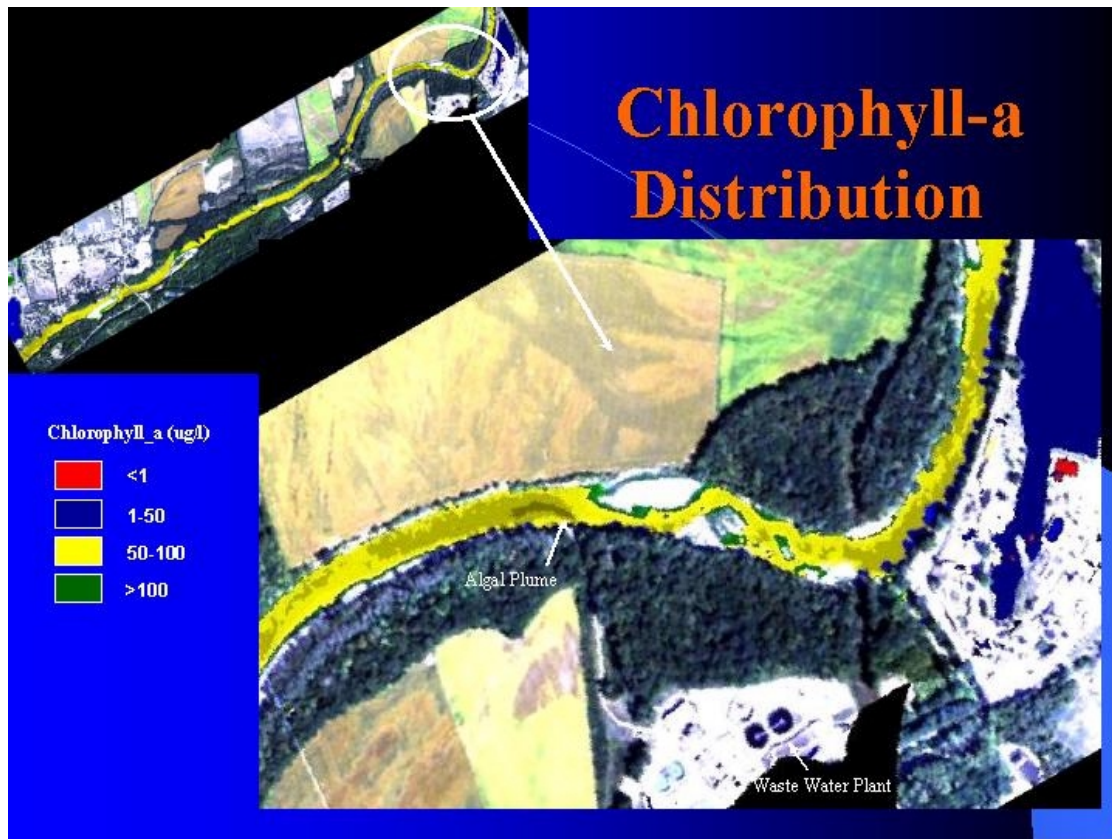 Chlorophyll-a
Distribution
Chlorophyll_a (ug/l)
<1
1-50
50-100
>100
Algal Plume
Waste Water Plant